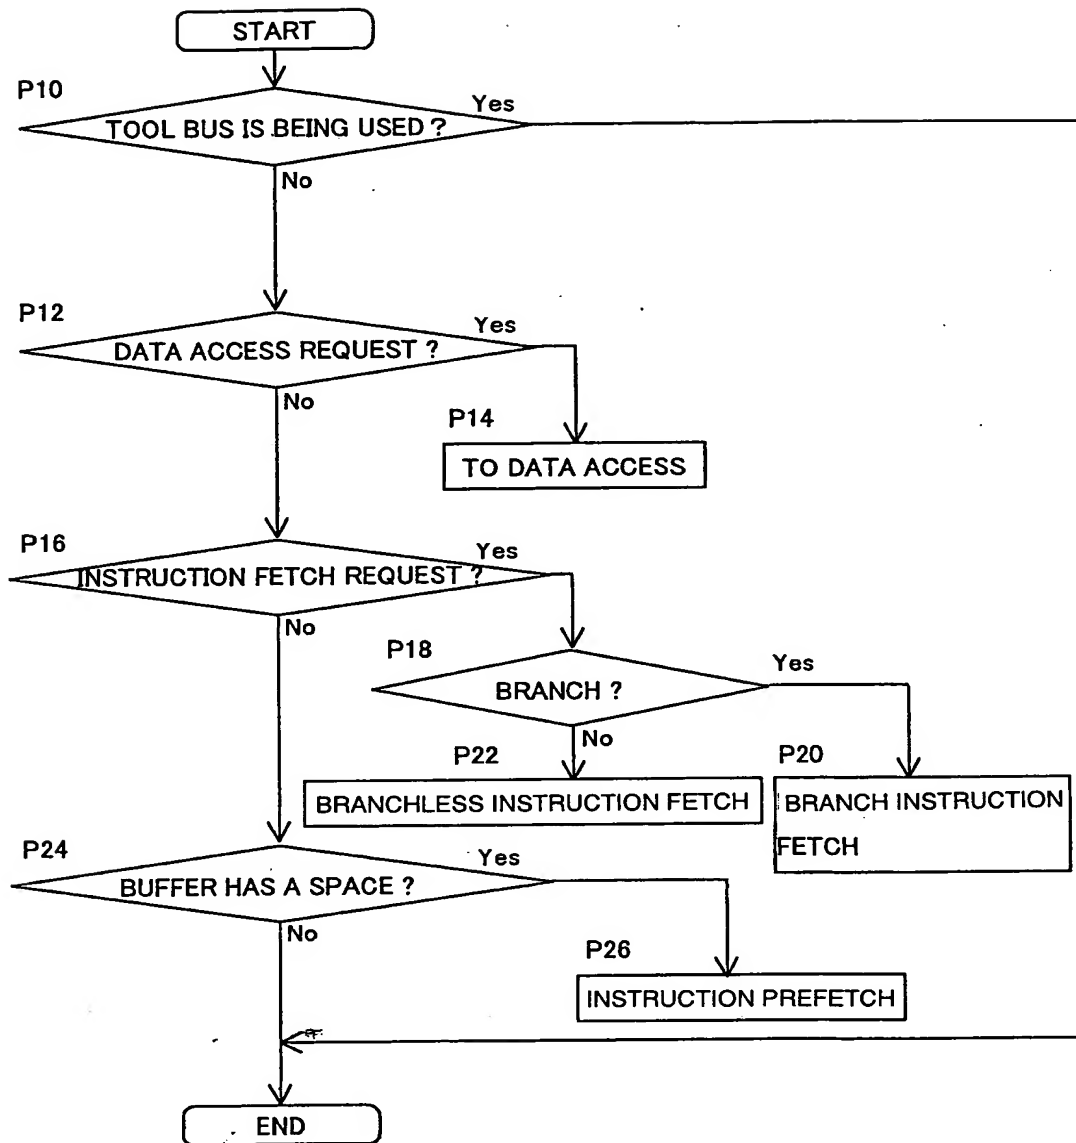 START
P10
Yes
TOOL BUS IS BEING USED ?
No
P12
Yes
DATA ACCESS REQUEST ?
No
P14
TO DATA ACCESS
P16
Yes
INSTRUCTION FETCH REQUEST ?
No
P18
Yes
BRANCH ?
No
P22
BRANCHLESS INSTRUCTION FETCH
P20
BRANCH INSTRUCTION
FETCH
P24
Yes
BUFFER HAS A SPACE ?
No
P26
INSTRUCTION PREFETCH
END